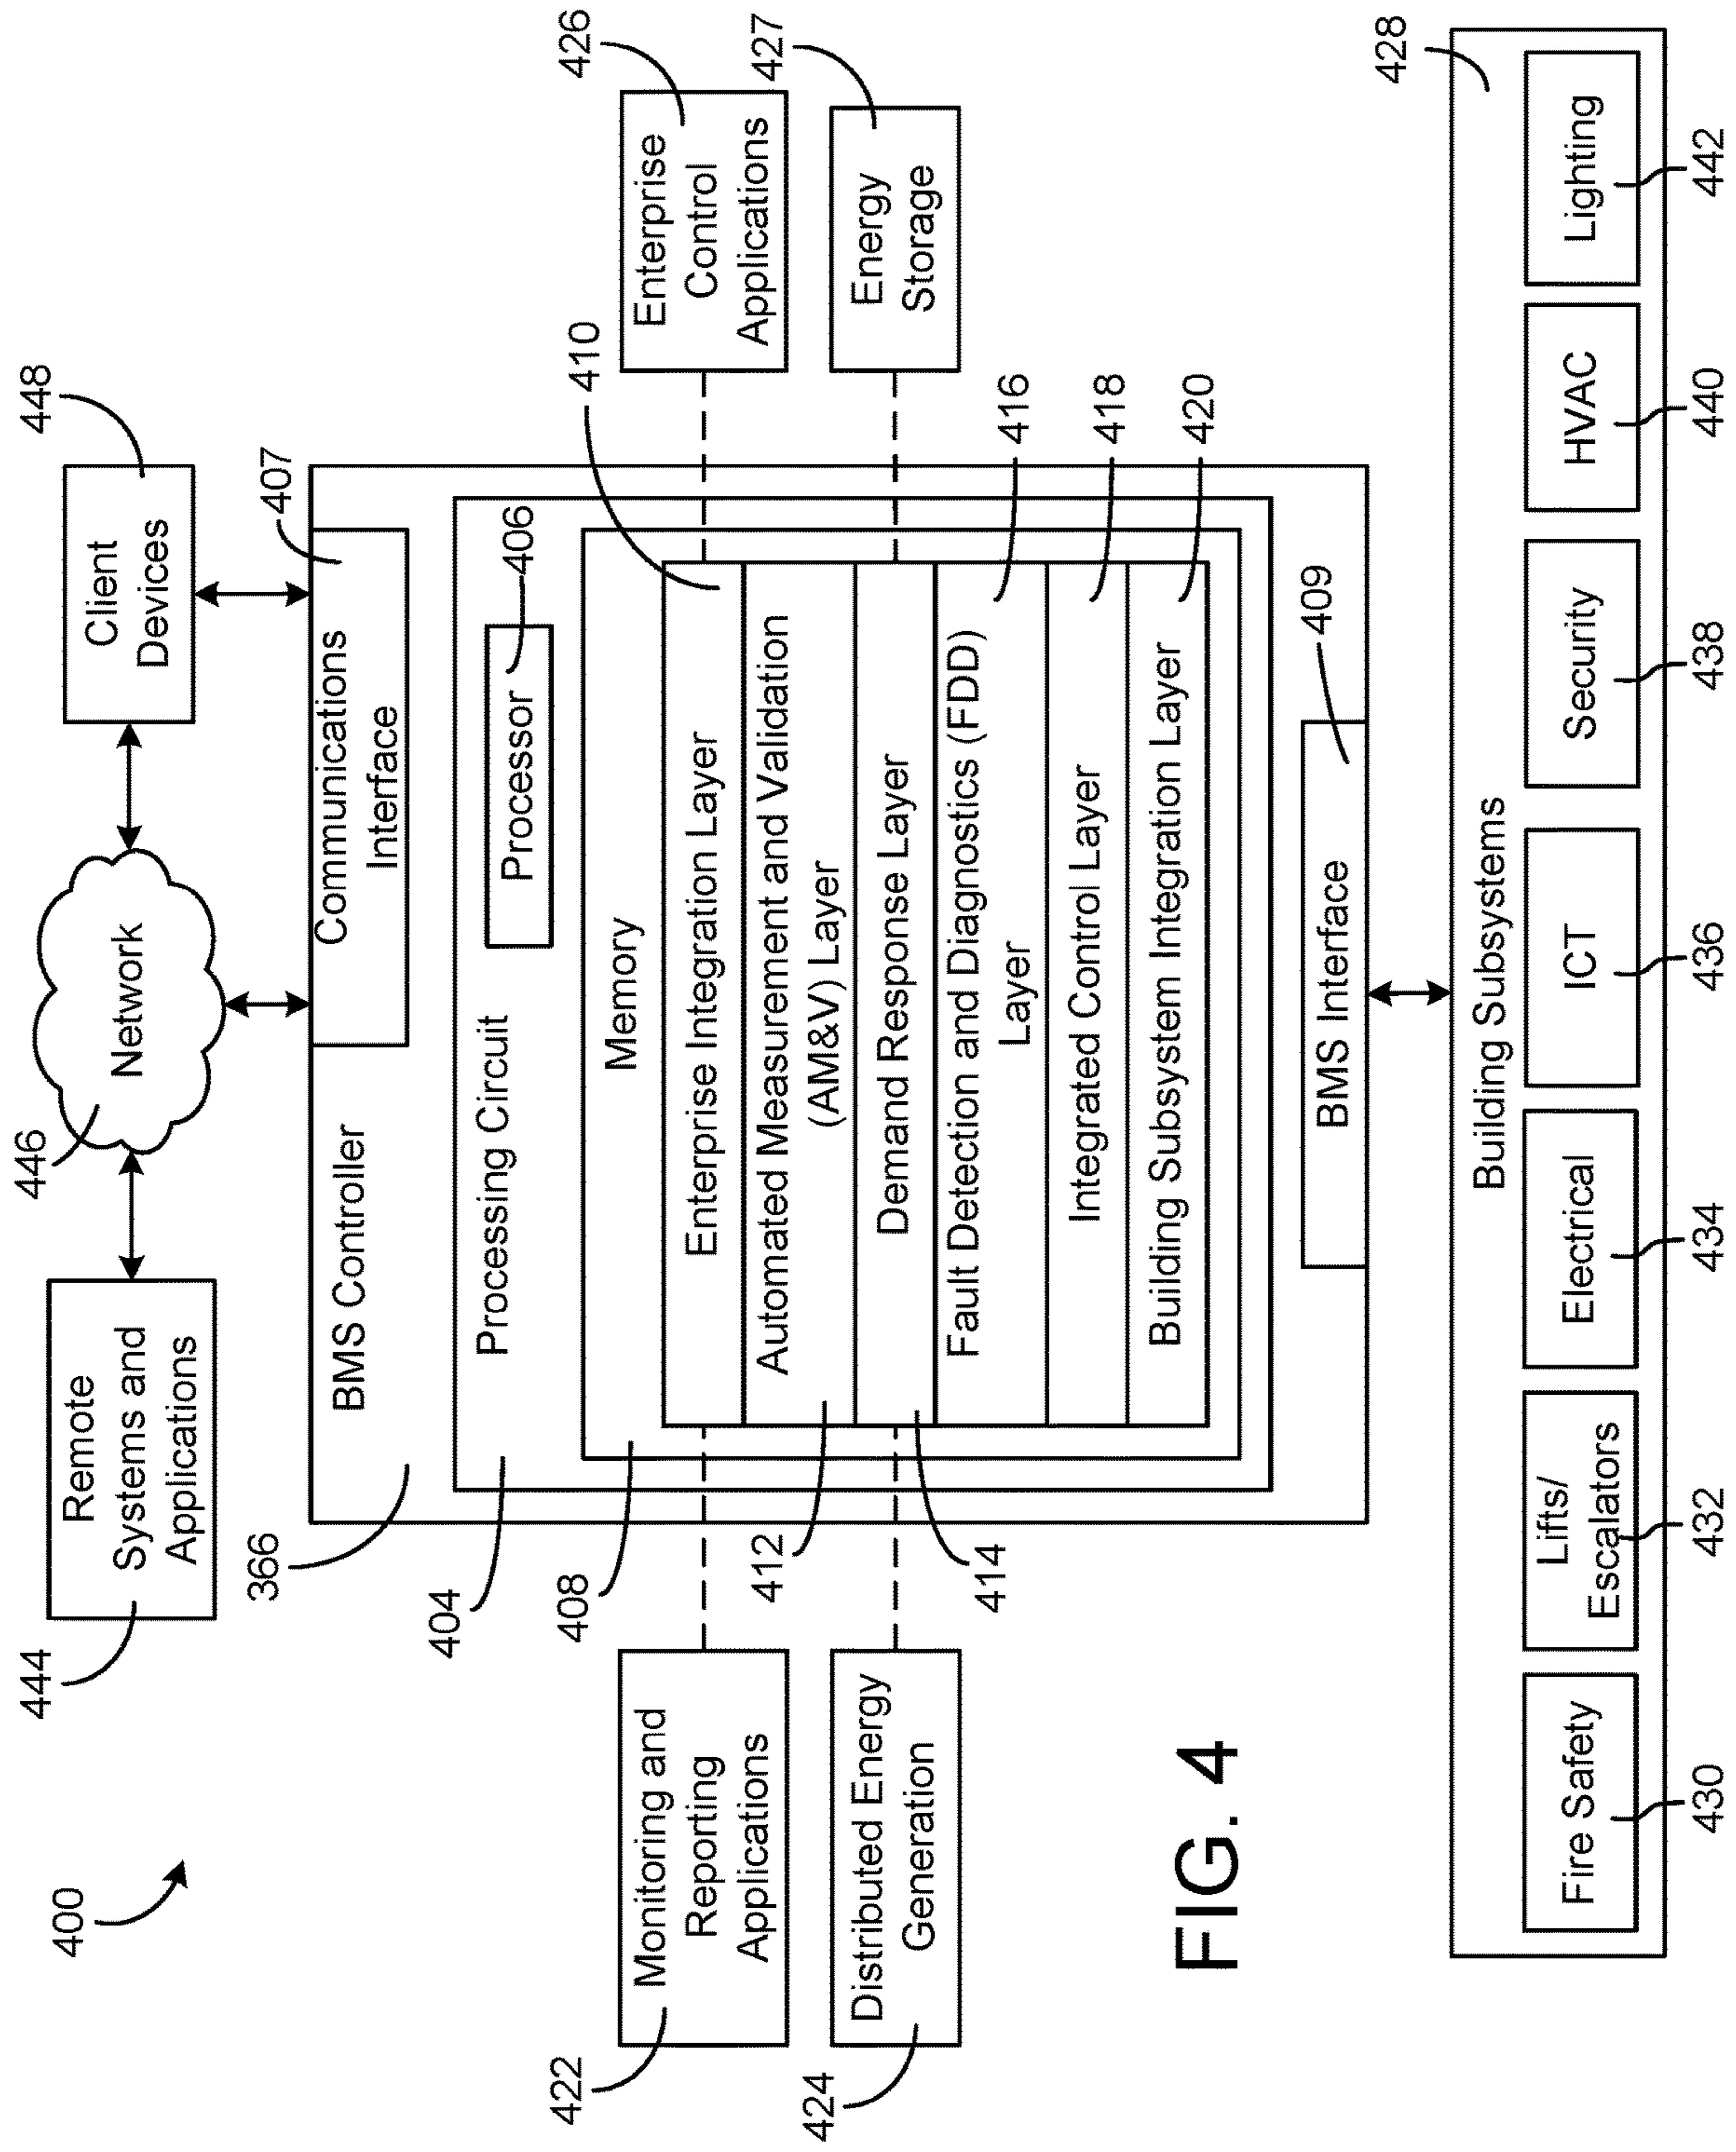 400
444
Remote
Systems and
Applications
446
Network
Client
Devices
448
366
BMS Controller
Communications
Interface
407
404
Processing Circuit
Processor
406
408
Memory
410
Enterprise Integration Layer
Automated Measurement and Validation
(AM&V) Layer
412
Demand Response Layer
414
Fault Detection and Diagnostics (FDD)
Layer
416
Integrated Control Layer
418
Building Subsystem Integration Layer
420
422
Monitoring and
Reporting
Applications
424
Distributed Energy
Generation
Enterprise
Control
Applications
426
Energy
Storage
427
BMS Interface
409
FIG. 4
Building Subsystems
428
Fire Safety
Lifts/
Escalators
Electrical
ICT
Security
HVAC
Lighting
430
432
434
436
438
440
442